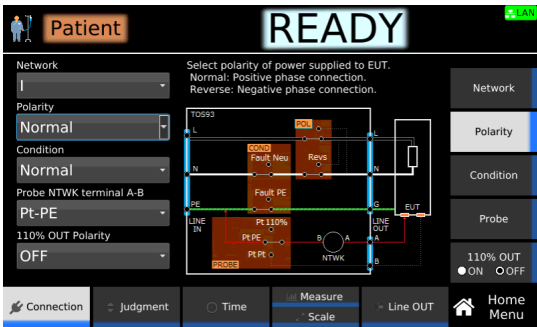 Patient
READY
LAN
Network
I
Polarity
Normal
Condition
Normal
Probe NTWK terminal A-B
Pt-PE
110% OUT Polarity
OFF
Select polarity of power supplied to EUT.
Normal: Positive phase connection.
Reverse: Negative phase connection.
TOS93
L
POL
L
COND
Fault Neu
Revs
N
N
Fault PE
PE
G
EUT
LINE
IN
Pt110%
LINE
OUT
Pt PE
B
A
A
Pt Pt
NTWK
B
PROBE
Network
Polarity
Condition
Probe
110% OUT
ON OFF
Connection
Judgment
Time
Measure
Scale
Line OUT
Home
Menu